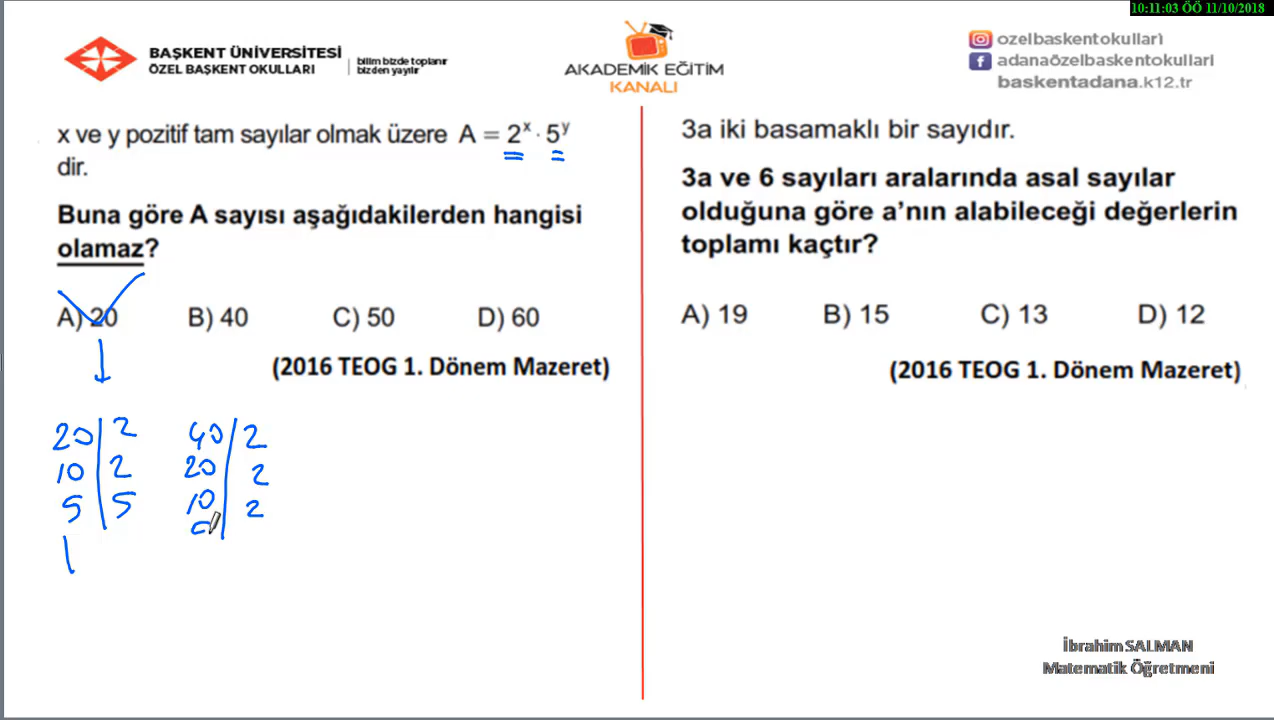 10:11:03 ÖÖ 11/10/2018
BAŞKENT ÜNİVERSİTESİ
ÖZEL BAŞKENT OKULLARI
bilim bizde toplanır
bizden yayılır
AKADEMİK EĞİTİM
KANALI
ozelbaskentokulları
adanaözelbaskentokullari
baskentadana.k12.tr
x ve y pozitif tam sayılar olmak üzere A = 2^x · 5^y
dir.
Buna göre A sayısı aşağıdakilerden hangisi
olamaz?
A) 20 B) 40 C) 50 D) 60
(2016 TEOG 1. Dönem Mazeret)
20 | 2
10 | 2
5 | 5
1
40 | 2
20 | 2
10 | 2
3a iki basamaklı bir sayıdır.
3a ve 6 sayıları aralarında asal sayılar
olduğuna göre a'nın alabileceği değerlerin
toplamı kaçtır?
A) 19 B) 15 C) 13 D) 12
(2016 TEOG 1. Dönem Mazeret)
İbrahim SALMAN
Matematik Öğretmeni